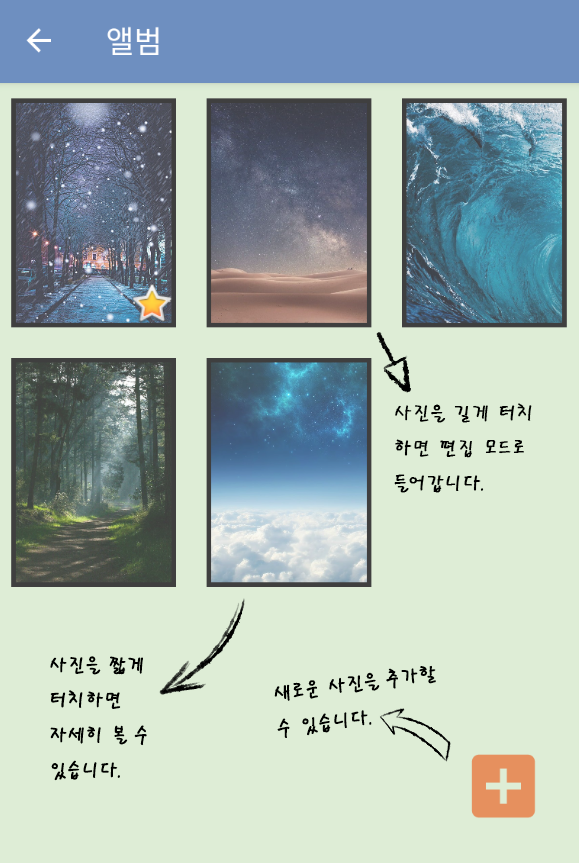 앨범
사진을 길게 터치
하면 편집 모드로
들어갑니다.
사진을 짧게
터치하면
자세히 볼 수
있습니다.
새로운 사진을 추가할
수 있습니다.